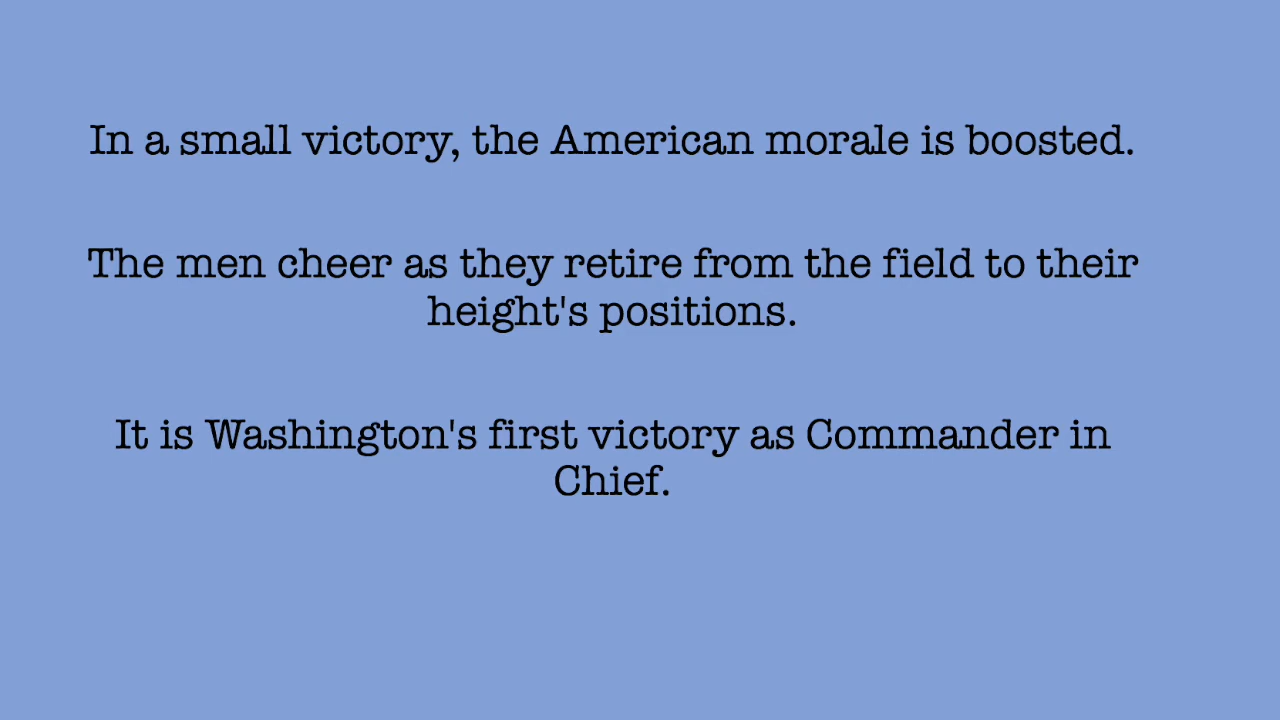 In a small victory, the American morale is boosted.
The men cheer as they retire from the field to their
height's positions.
It is Washington's first victory as Commander in
Chief.